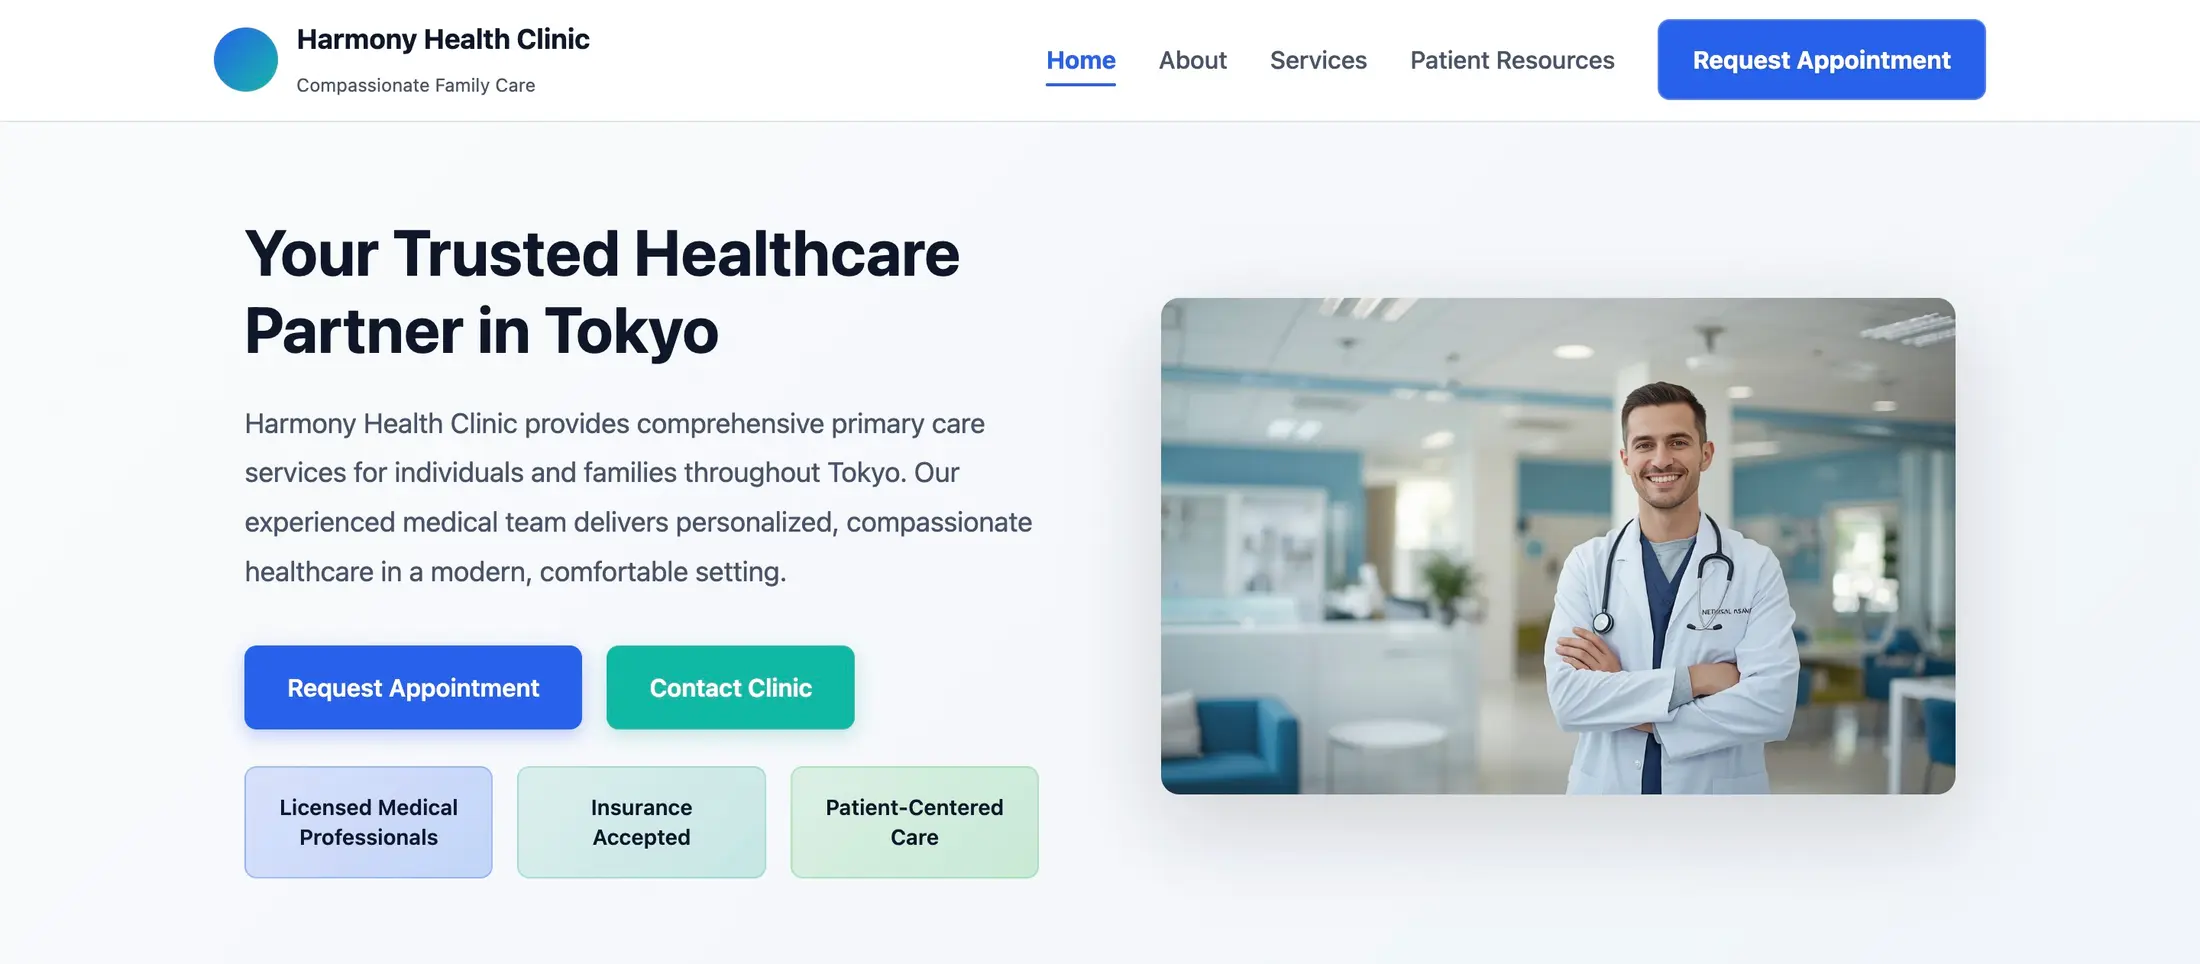 Harmony Health Clinic
Compassionate Family Care
Home
About
Services
Patient Resources
Request Appointment
Your Trusted Healthcare
Partner in Tokyo
Harmony Health Clinic provides comprehensive primary care
services for individuals and families throughout Tokyo. Our
experienced medical team delivers personalized, compassionate
healthcare in a modern, comfortable setting.
Request Appointment
Contact Clinic
Licensed Medical
Professionals
Insurance
Accepted
Patient-Centered
Care